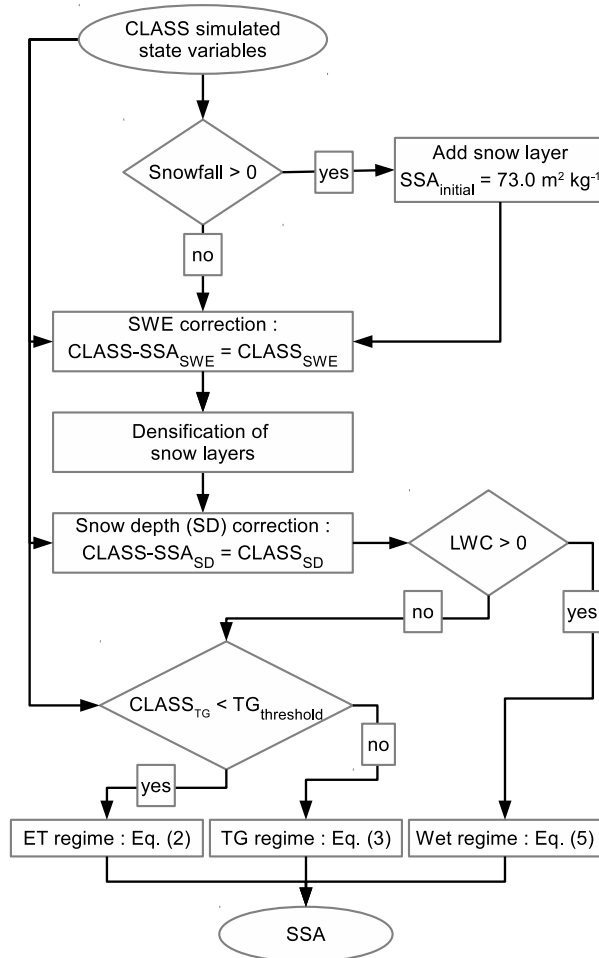 CLASS simulated
state variables
Snowfall > 0
yes
Add snow layer
SSAinitial = 73.0 m² kg⁻¹
no
SWE correction :
CLASS-SSASWE = CLASSSWE
Densification of
snow layers
Snow depth (SD) correction :
CLASS-SSASD = CLASSSD
LWC > 0
no
yes
CLASSTG < TGthreshold
no
yes
ET regime : Eq. (2)
TG regime : Eq. (3)
Wet regime : Eq. (5)
SSA